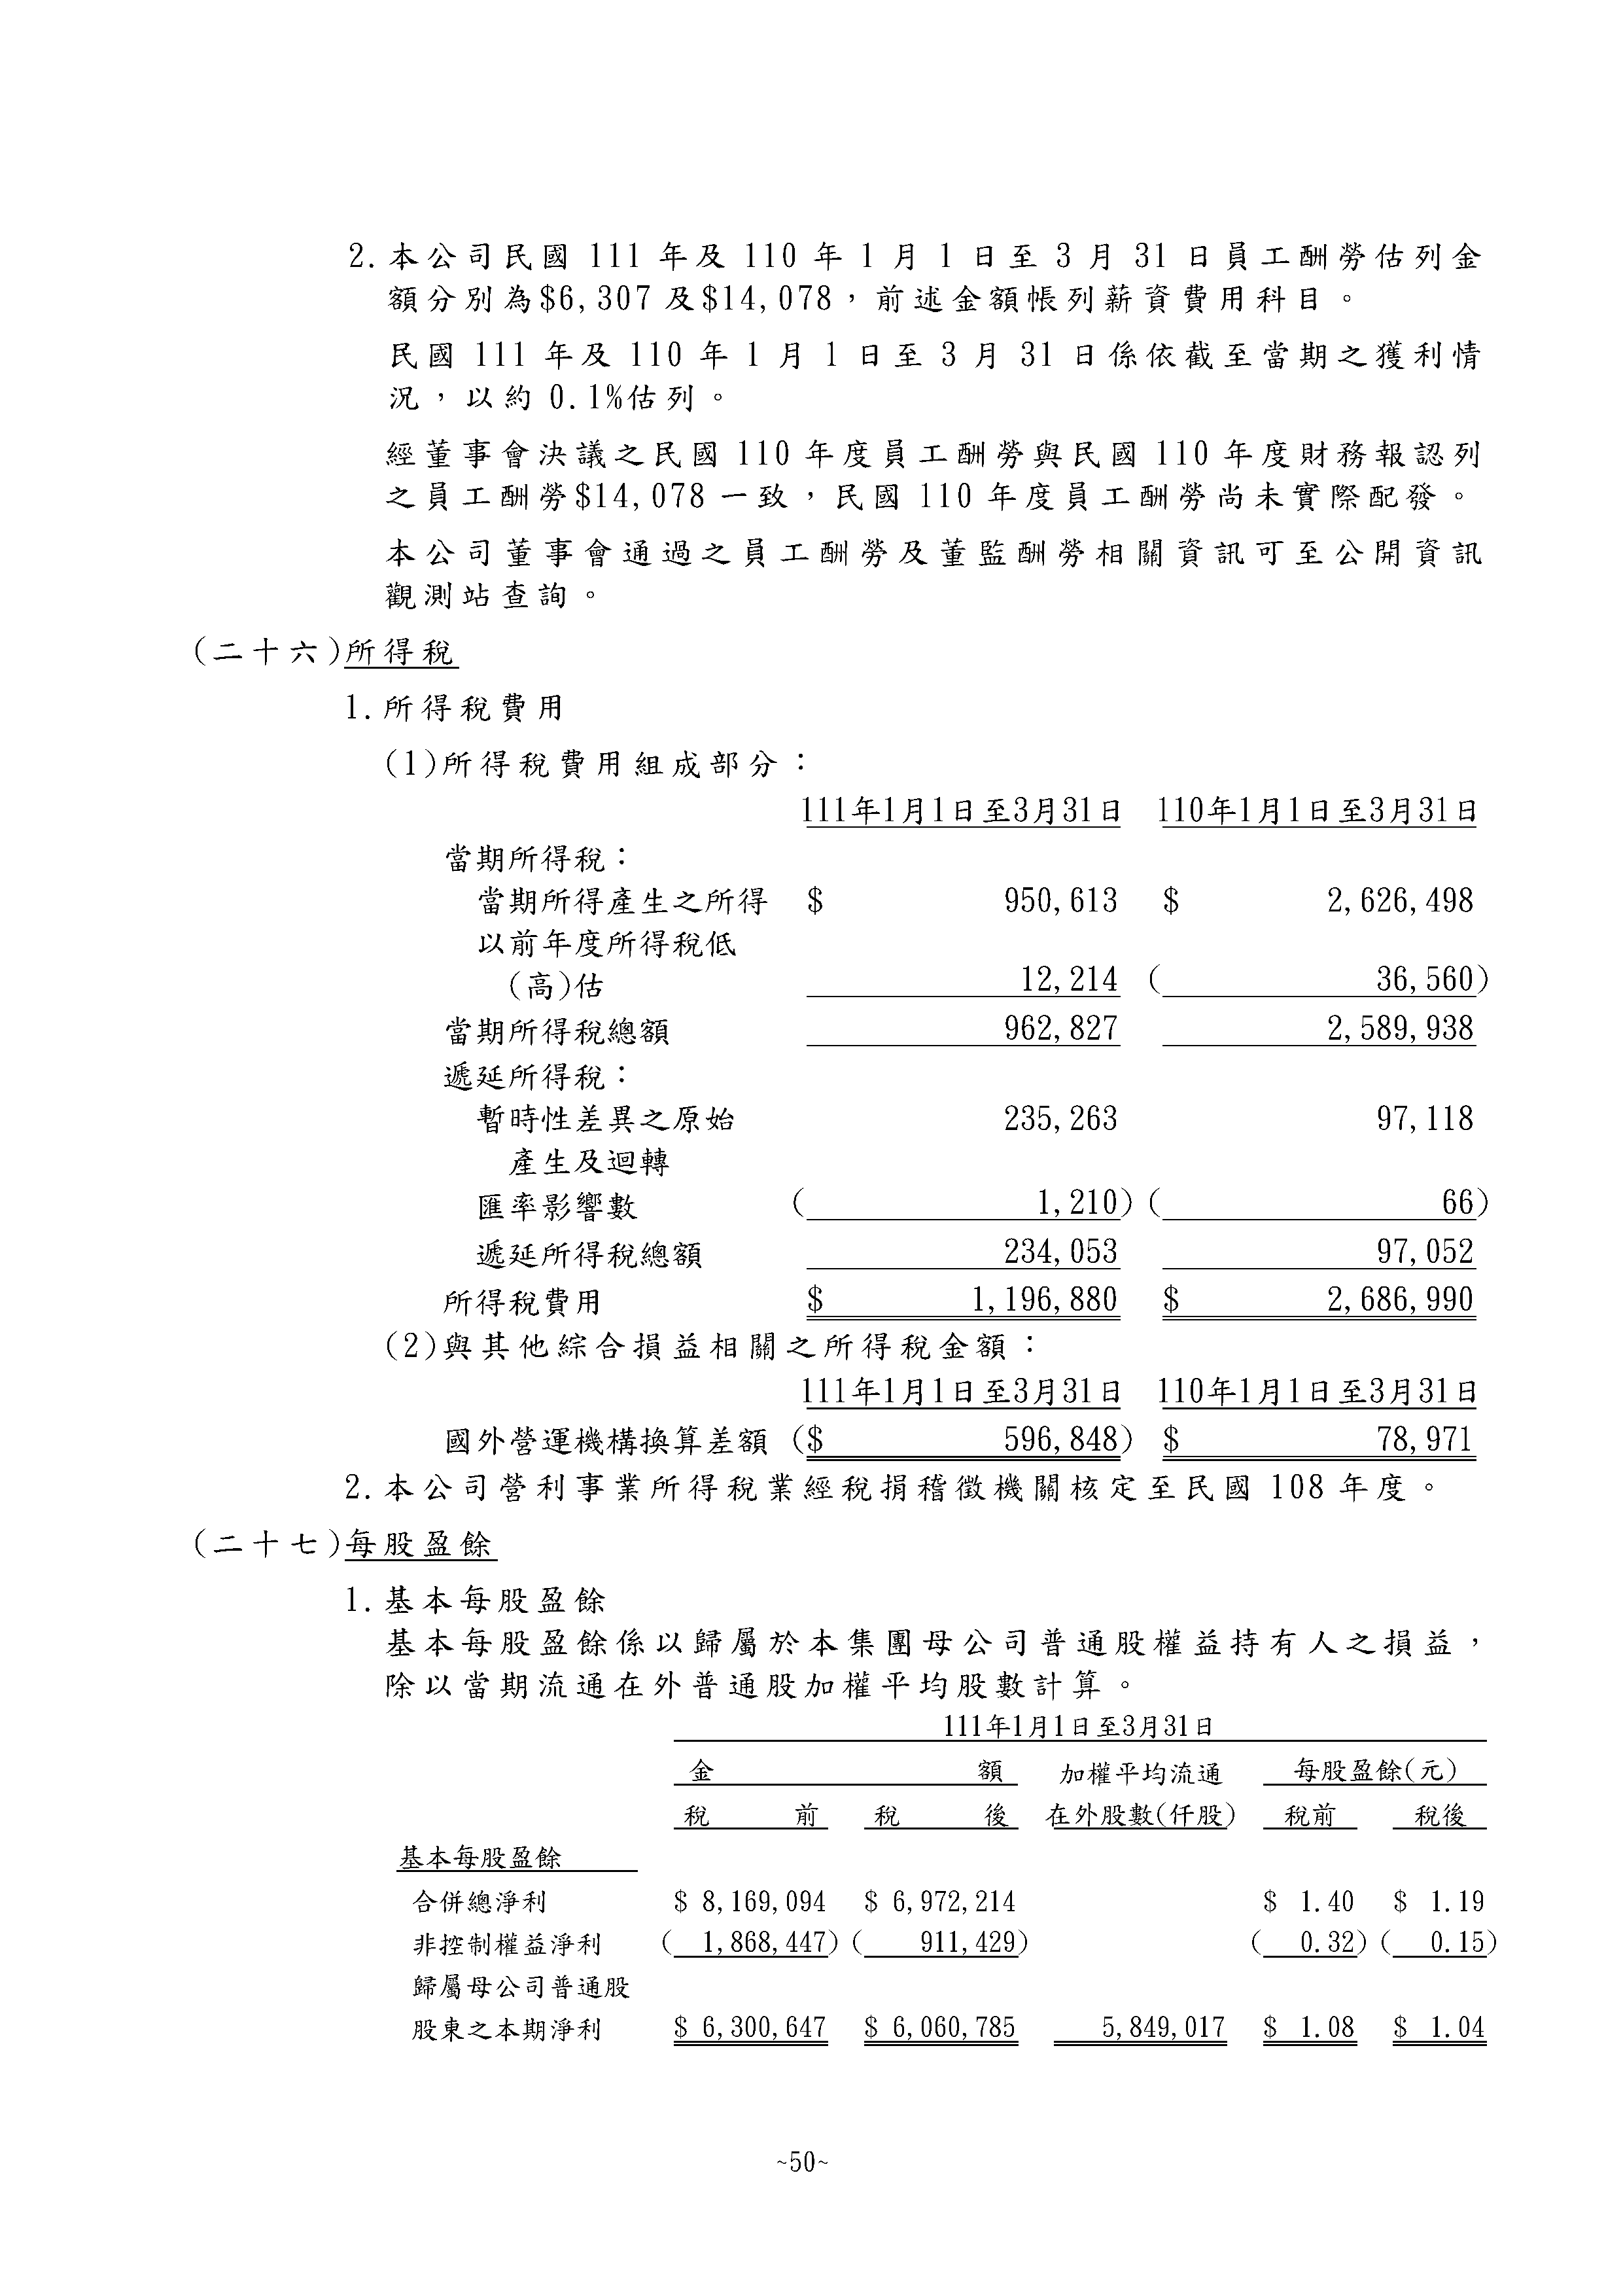 2.本公司民國 111 年及 110 年 1 月 1 日至 3 月 31 日員工酬勞估列金
額分別為$6,307 及$14,078，前述金額帳列薪資費用科目。
民國 111 年及 110 年 1 月 1 日至 3 月 31 日係依截至當期之獲利情
況，以約 0.1%估列。
經董事會決議之民國 110 年度員工酬勞與民國 110 年度財務報認列
之員工酬勞$14,078 一致，民國 110 年度員工酬勞尚未實際配發。
本公司董事會通過之員工酬勞及董監酬勞相關資訊可至公開資訊
觀測站查詢。
(二十六)所得稅
1.所得稅費用
(1)所得稅費用組成部分：
111年1月1日至3月31日 110年1月1日至3月31日
當期所得稅：
當期所得產生之所得 $ 950,613 $ 2,626,498
以前年度所得稅低
(高)估 12,214 ( 36,560)
當期所得稅總額 962,827 2,589,938
遞延所得稅：
暫時性差異之原始 235,263 97,118
產生及迴轉
匯率影響數 ( 1,210) ( 66)
遞延所得稅總額 234,053 97,052
所得稅費用 $ 1,196,880 $ 2,686,990
(2)與其他綜合損益相關之所得稅金額：
111年1月1日至3月31日 110年1月1日至3月31日
國外營運機構換算差額 ($ 596,848) $ 78,971
2.本公司營利事業所得稅業經稅捐稽徵機關核定至民國 108 年度。
(二十七)每股盈餘
1.基本每股盈餘
基本每股盈餘係以歸屬於本集團母公司普通股權益持有人之損益，
除以當期流通在外普通股加權平均股數計算。
111年1月1日至3月31日
金 額 加權平均流通 每股盈餘(元)
稅 前 稅 後 在外股數(仟股) 稅前 稅後
基本每股盈餘
合併總淨利 $ 8,169,094 $ 6,972,214 $ 1.40 $ 1.19
非控制權益淨利 ( 1,868,447) ( 911,429) ( 0.32) ( 0.15)
歸屬母公司普通股
股東之本期淨利 $ 6,300,647 $ 6,060,785 5,849,017 $ 1.08 $ 1.04
~50~